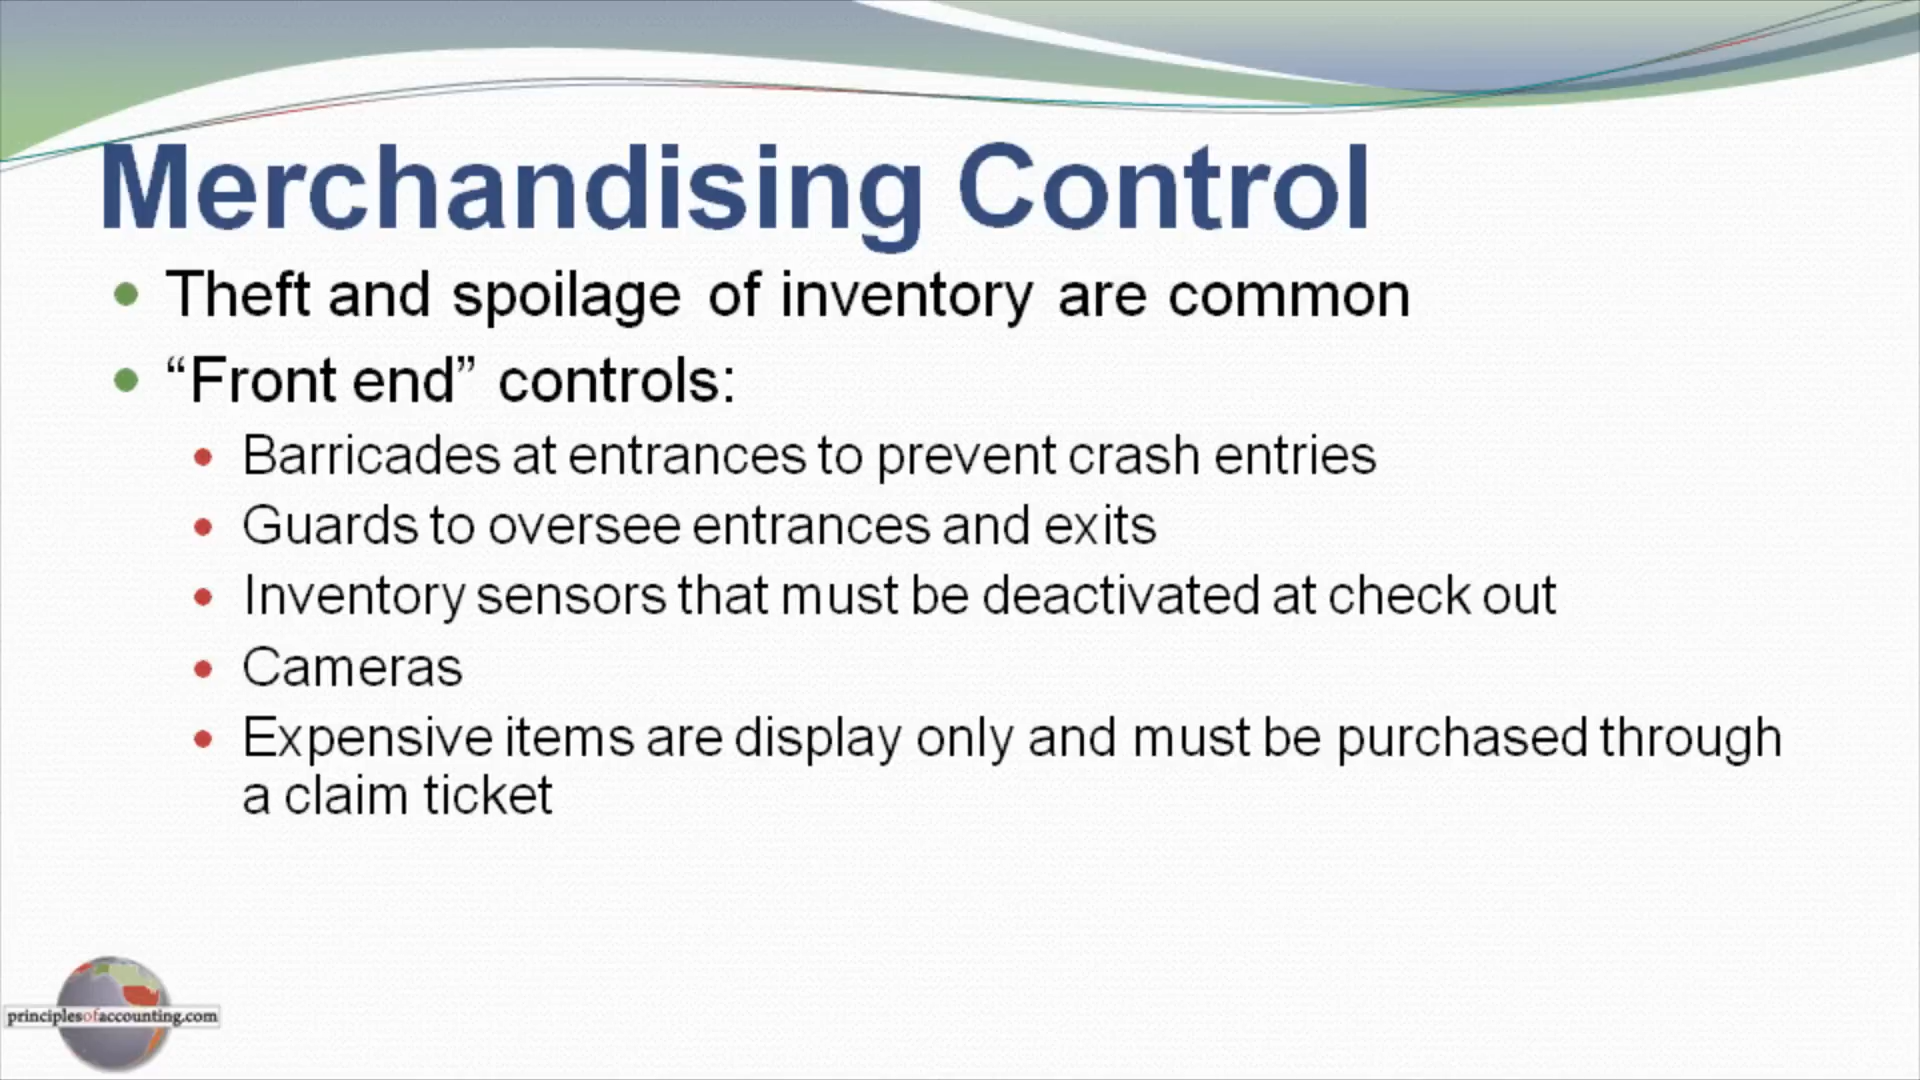 Merchandising Control
Theft and spoilage of inventory are common
“Front end” controls:
Barricades at entrances to prevent crash entries
Guards to oversee entrances and exits
Inventory sensors that must be deactivated at check out
Cameras
Expensive items are display only and must be purchased through
a claim ticket
principlesofaccounting.com